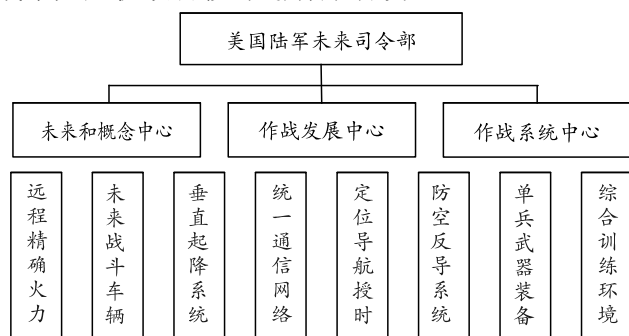 美国陆军未来司令部
未来和概念中心
作战发展中心
作战系统中心
远程精确火力
未来战斗车辆
垂直起降系统
统一通信网络
定位导航授时
防空反导系统
单兵武器装备
综合训练环境